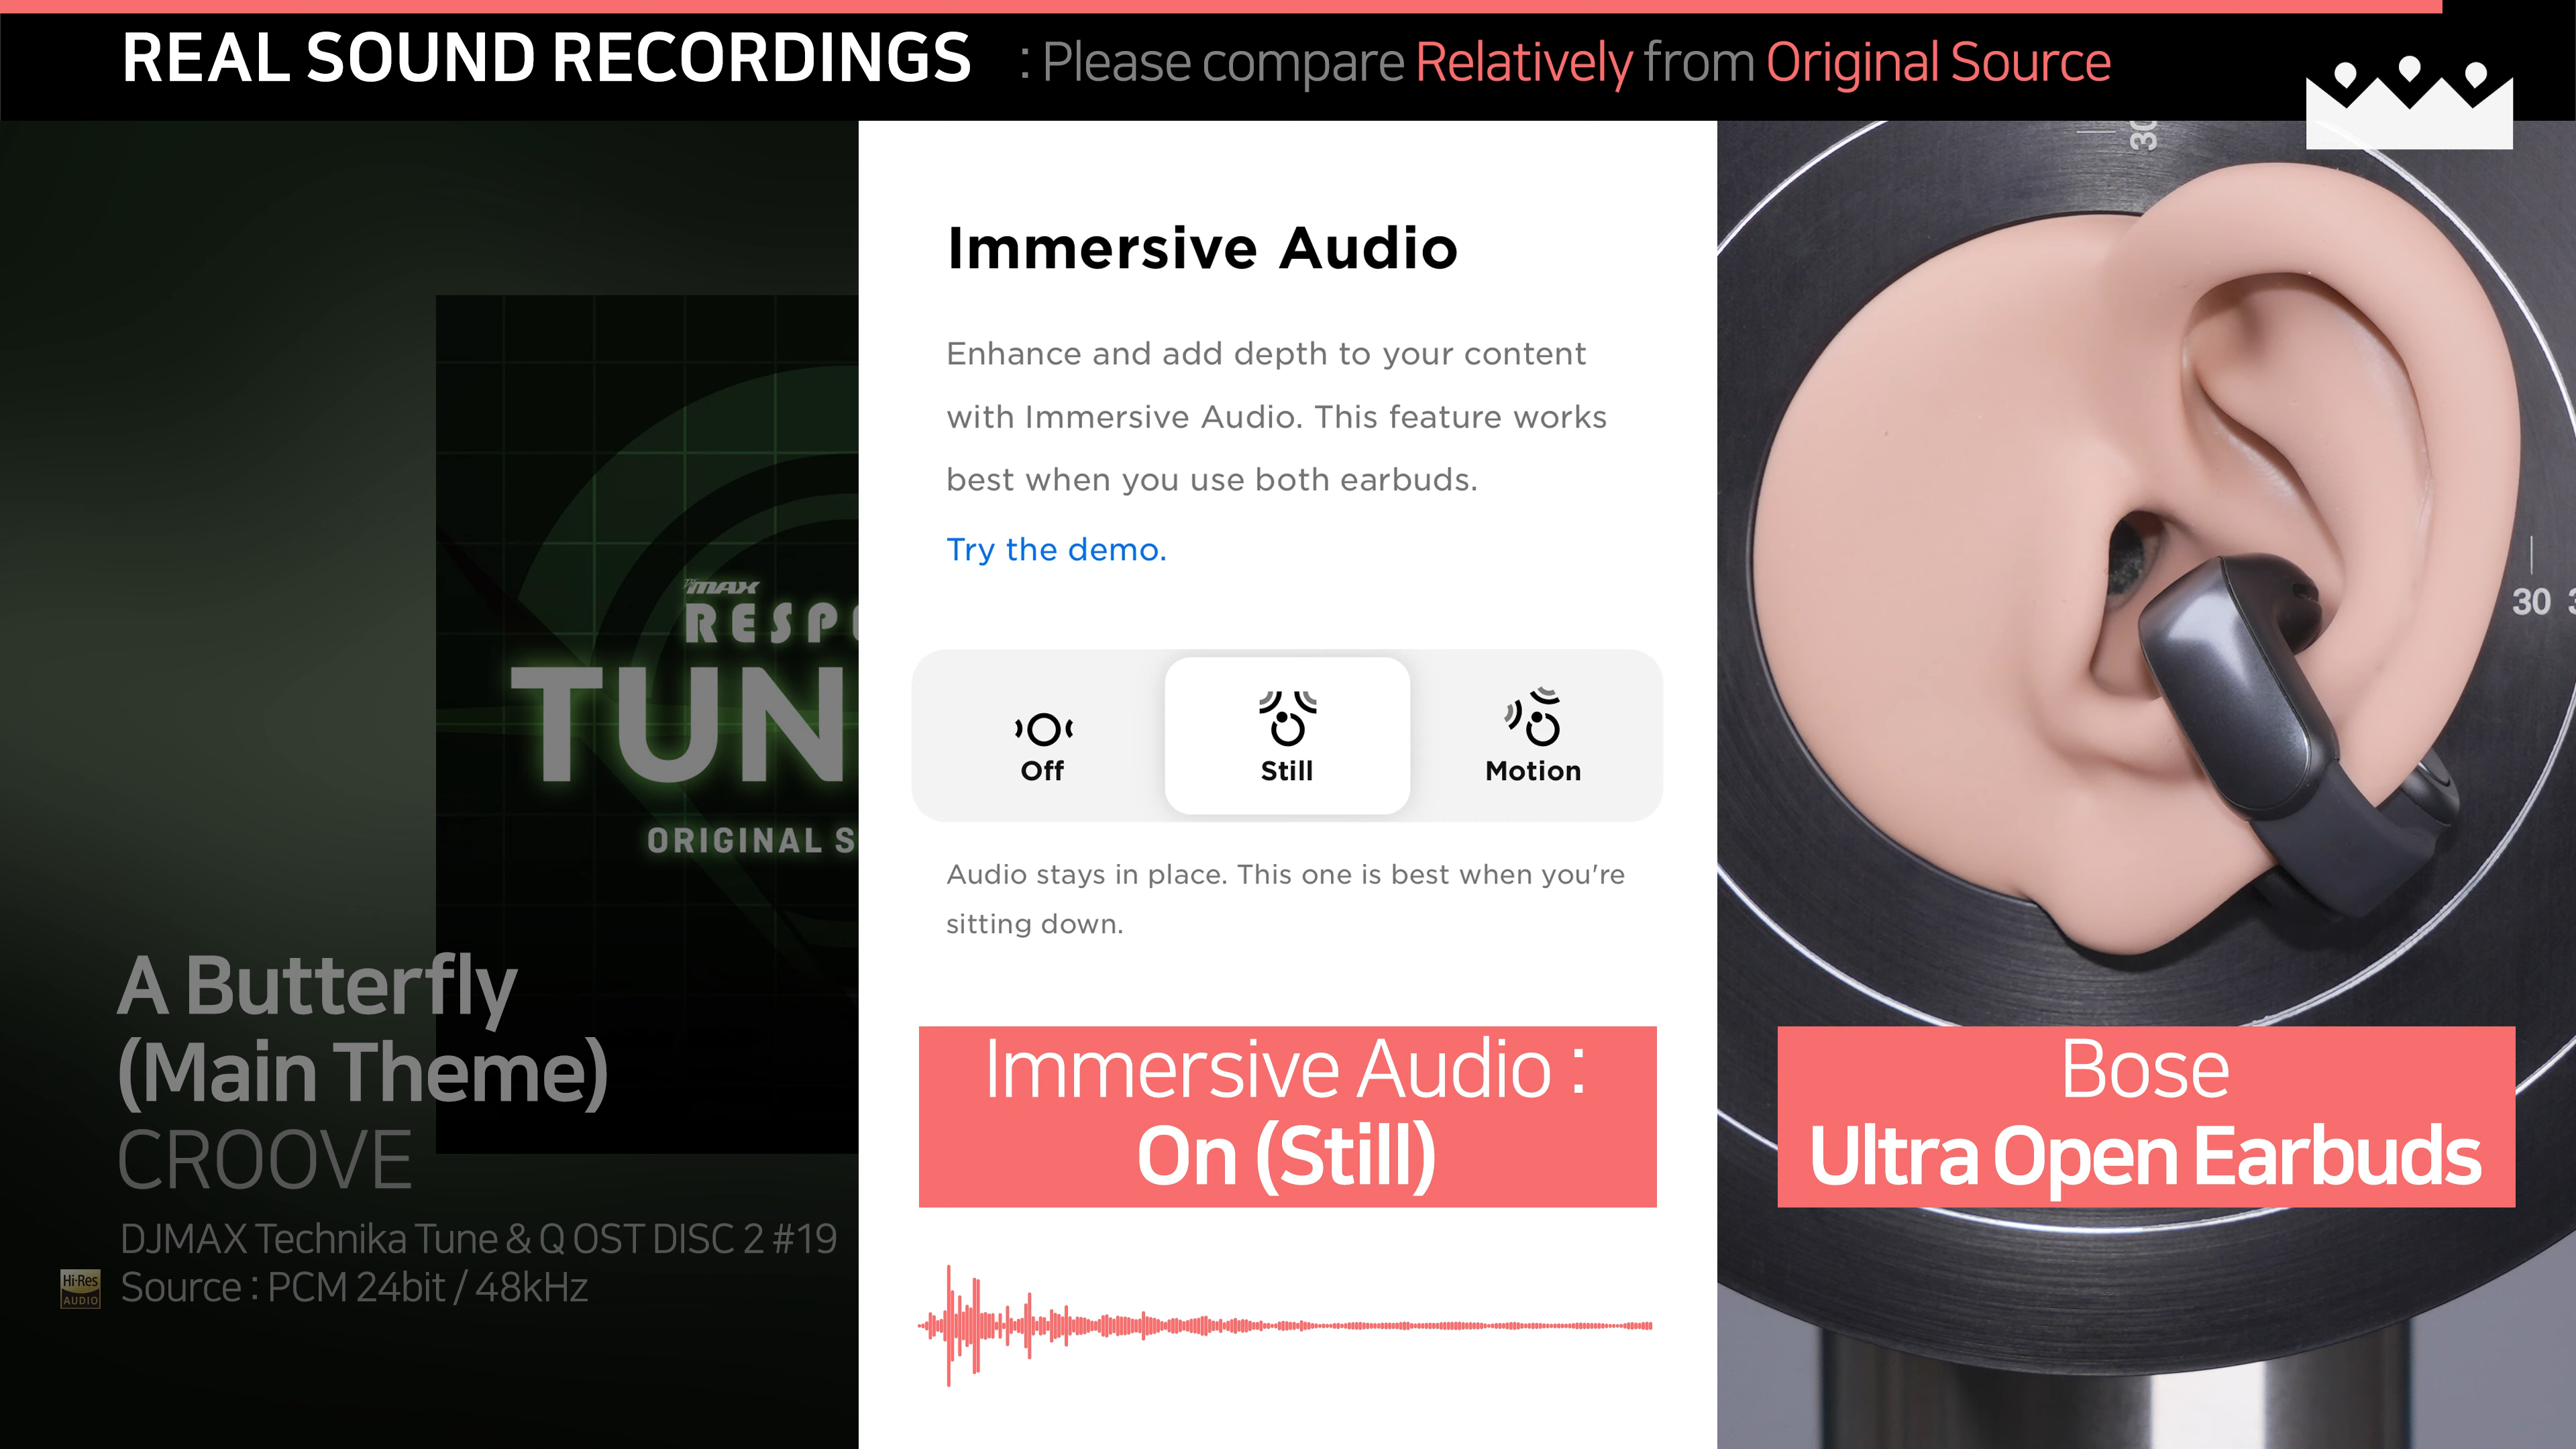 REAL SOUND RECORDINGS : Please compare Relatively from Original Source
MAX
RESP
TUN
ORIGINAL S
A Butterfly
(Main Theme)
CROOVE
DJMAX Technika Tune & Q OST DISC 2 #19
Hi-Res
AUDIO
Source : PCM 24bit / 48kHz
Immersive Audio
Enhance and add depth to your content
with Immersive Audio. This feature works
best when you use both earbuds.
Try the demo.
Off
Still
Motion
Audio stays in place. This one is best when you're
sitting down.
Immersive Audio :
On (Still)
30
30
Bose
Ultra Open Earbuds